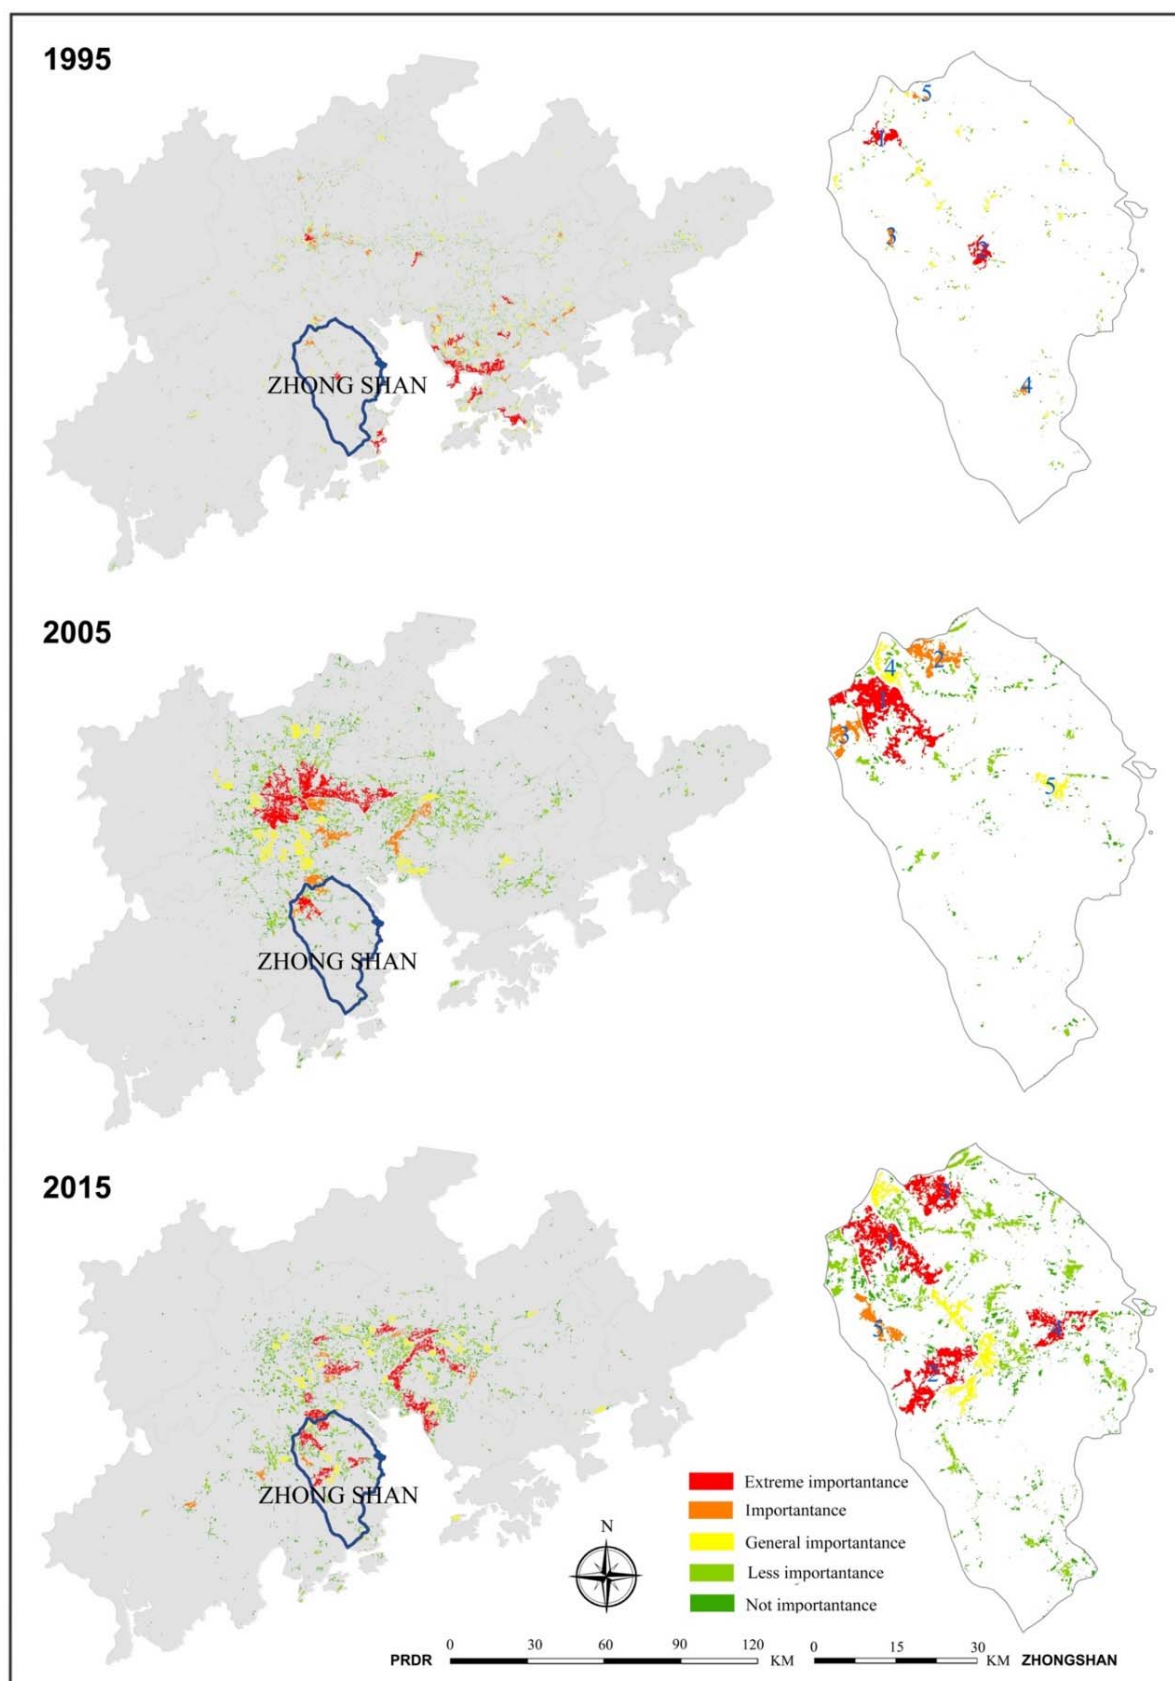 1995
5
1
3
2
4
ZHONG SHAN
2005
2
4
1
3
5
ZHONG SHAN
2015
3
1
5
4
2
ZHONG SHAN
Extreme importantance
Importantance
General importantance
Less importantance
Not importantance
N
0 30 60 90 120
PRDR KM
0 15 30
KM ZHONGSHAN